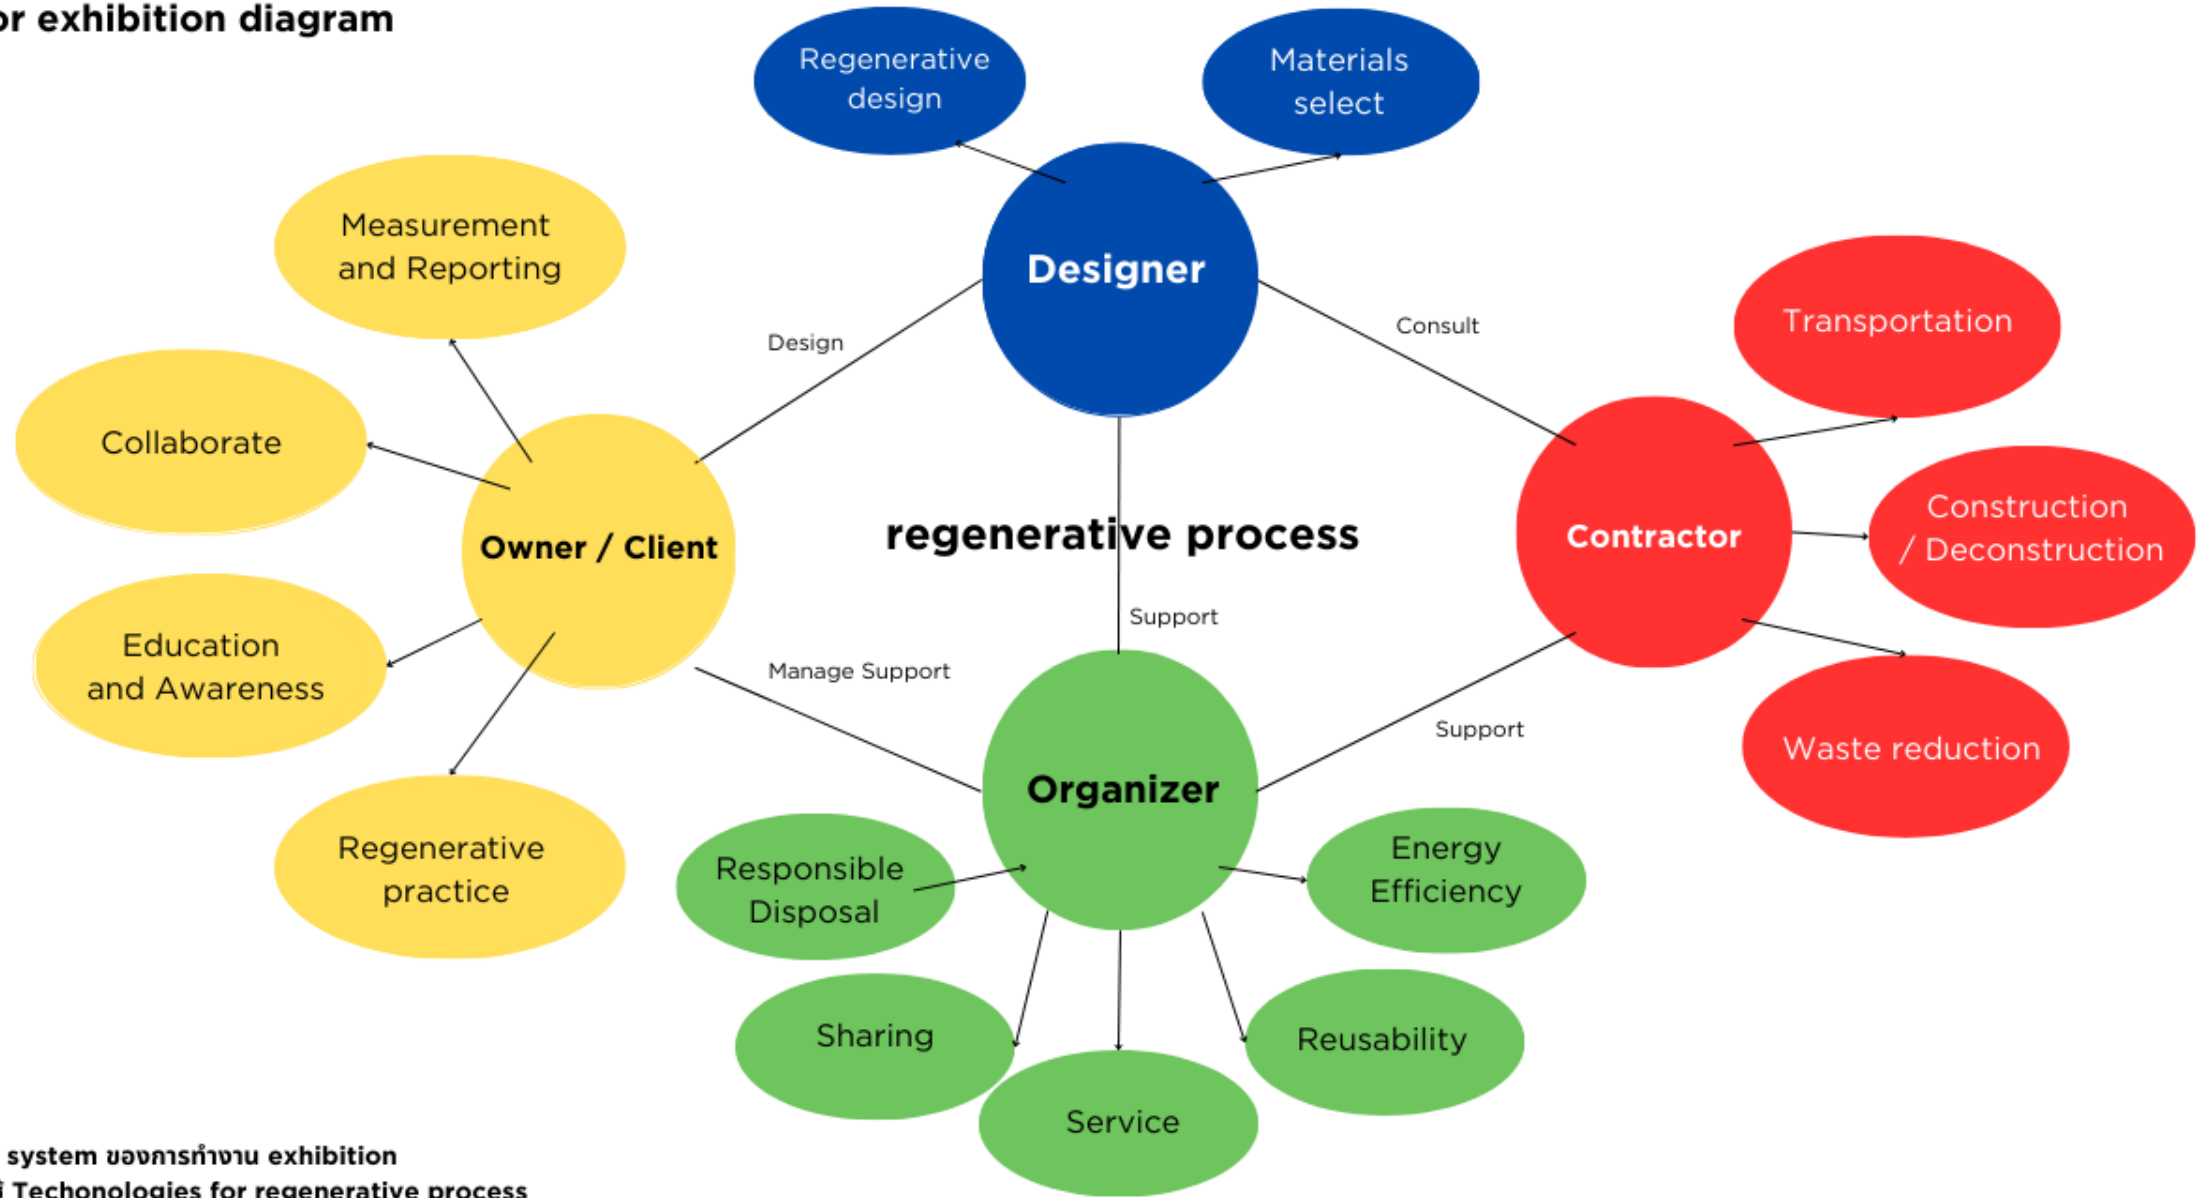 or exhibition diagram
Regenerative
design
Materials
select
Measurement
and Reporting
Designer
Transportation
Design
Consult
Collaborate
Construction
/ Deconstruction
Owner / Client
regenerative process
Contractor
Support
Education
and Awareness
Manage Support
Support
Waste reduction
Organizer
Regenerative
practice
Responsible
Disposal
Energy
Efficiency
Sharing
Reusability
Service
system ของการทำงาน exhibition
Techonologies for regenerative process